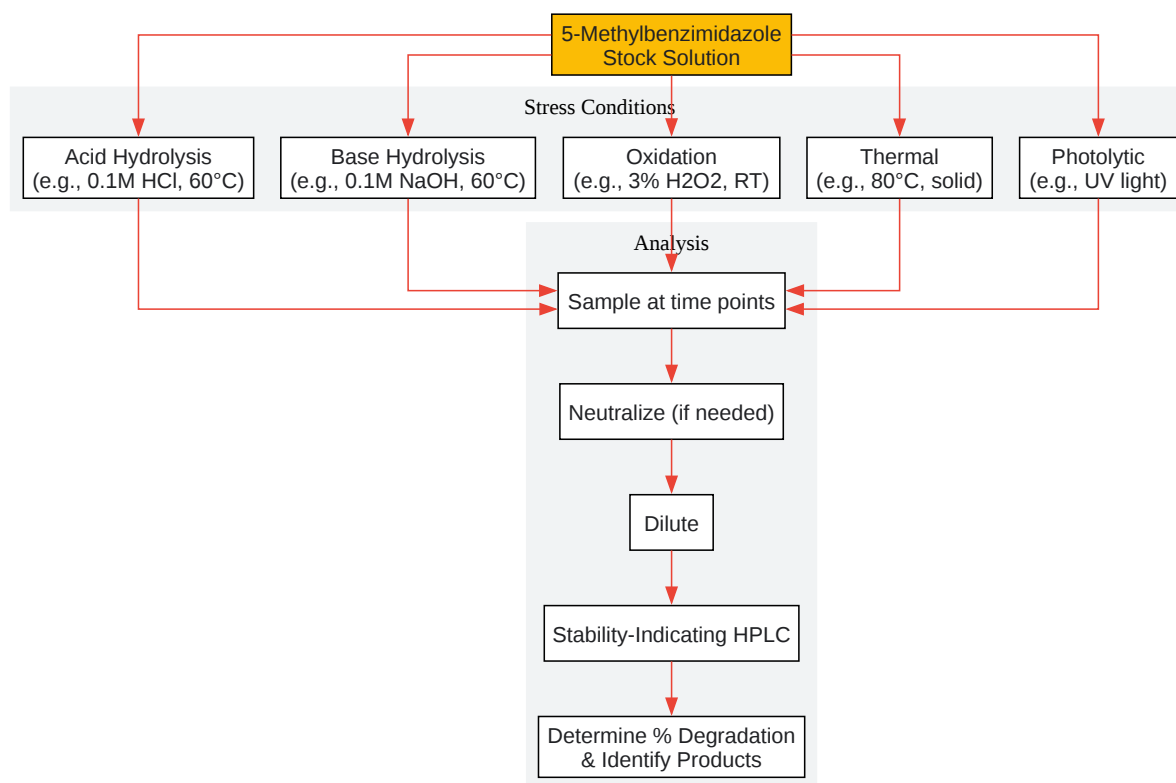 5-Methylbenzimidazole
Stock Solution
Stress Conditions
Acid Hydrolysis
(e.g., 0.1M HCl, 60°C)
Base Hydrolysis
(e.g., 0.1M NaOH, 60°C)
Oxidation
(e.g., 3% H2O2, RT)
Thermal
(e.g., 80°C, solid)
Photolytic
(e.g., UV light)
Analysis
Sample at time points
Neutralize (if needed)
Dilute
Stability-Indicating HPLC
Determine % Degradation
& Identify Products